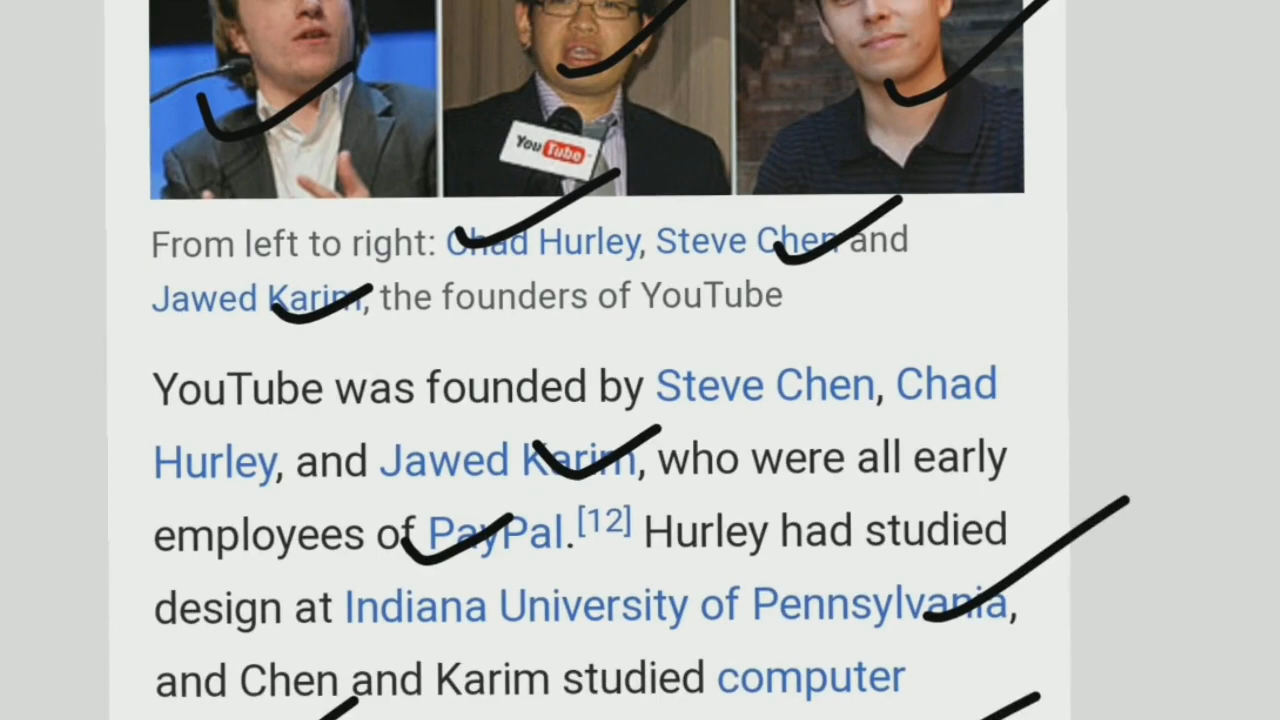 YouTube
From left to right: Chad Hurley, Steve Chen and
Jawed Karim, the founders of YouTube
YouTube was founded by Steve Chen, Chad
Hurley, and Jawed Karim, who were all early
employees of PayPal.[12] Hurley had studied
design at Indiana University of Pennsylvania,
and Chen and Karim studied computer